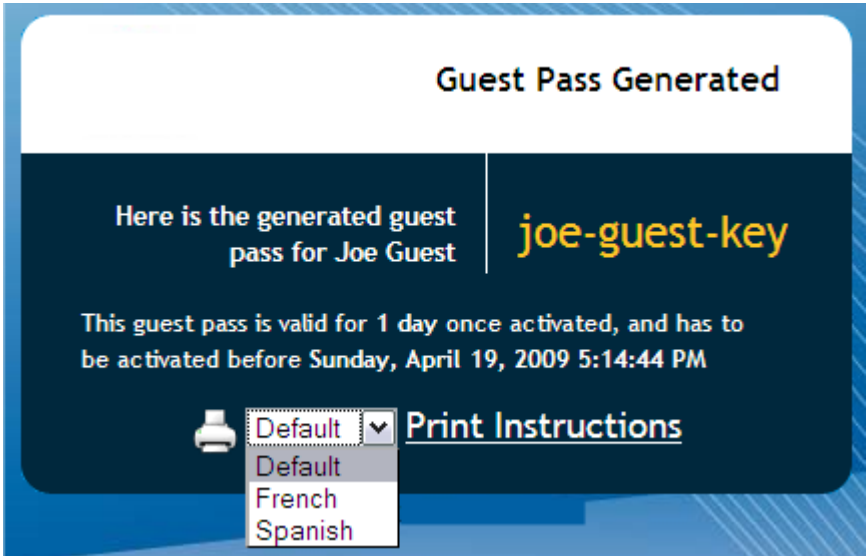 Guest Pass Generated
Here is the generated guest
pass for Joe Guest
joe-guest-key
This guest pass is valid for 1 day once activated, and has to
be activated before Sunday, April 19, 2009 5:14:44 PM
Default Print Instructions
Default
French
Spanish